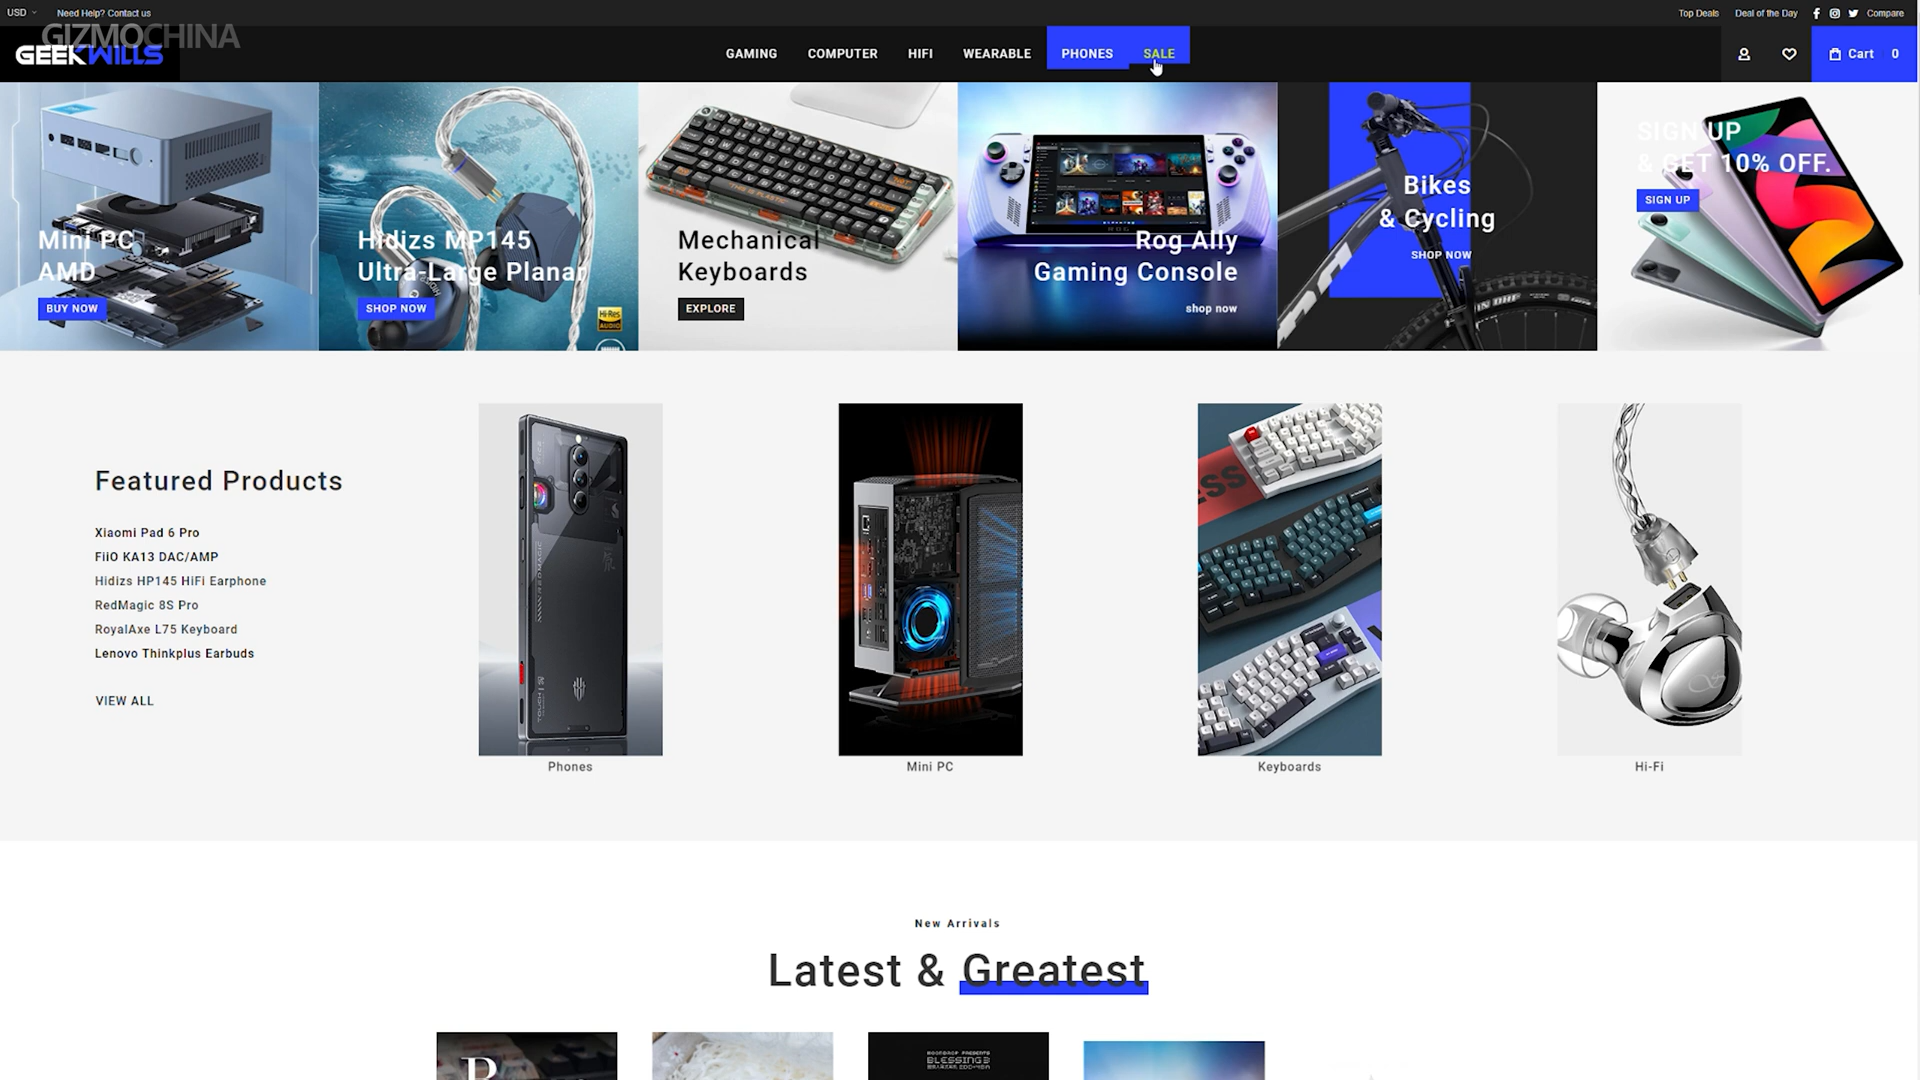 USD
Need Help? Contact us
Top Deals
Deal of the Day
Compare
GIZMOCHINA
GEEKWILLS
GAMING
COMPUTER
HIFI
WEARABLE
PHONES
SALE
Cart 0
Mini PC
AMD
BUY NOW
Hidizs MP145
Ultra-Large Planar
SHOP NOW
Hi-Res
AUDIO
Mechanical
Keyboards
EXPLORE
Rog Ally
Gaming Console
shop now
Bikes
& Cycling
SHOP NOW
SIGN UP
& GET 10% OFF.
SIGN UP
Featured Products
Xiaomi Pad 6 Pro
FiiO KA13 DAC/AMP
Hidizs HP145 HiFi Earphone
RedMagic 8S Pro
RoyalAxe L75 Keyboard
Lenovo Thinkplus Earbuds
VIEW ALL
Phones
Mini PC
Keyboards
Hi-Fi
New Arrivals
Latest & Greatest
BLESSING3